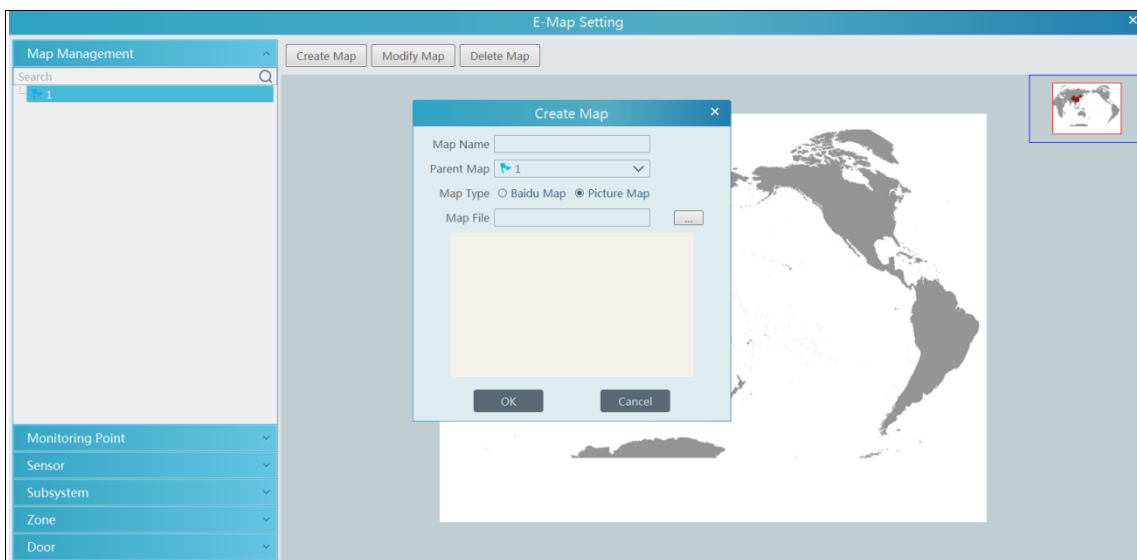 E-Map Setting
Map Management
Search
1
Create Map Modify Map Delete Map
Create Map
Map Name
Parent Map 1
Map Type Baidu Map Picture Map
Map File ...
OK Cancel
Monitoring Point
Sensor
Subsystem
Zone
Door